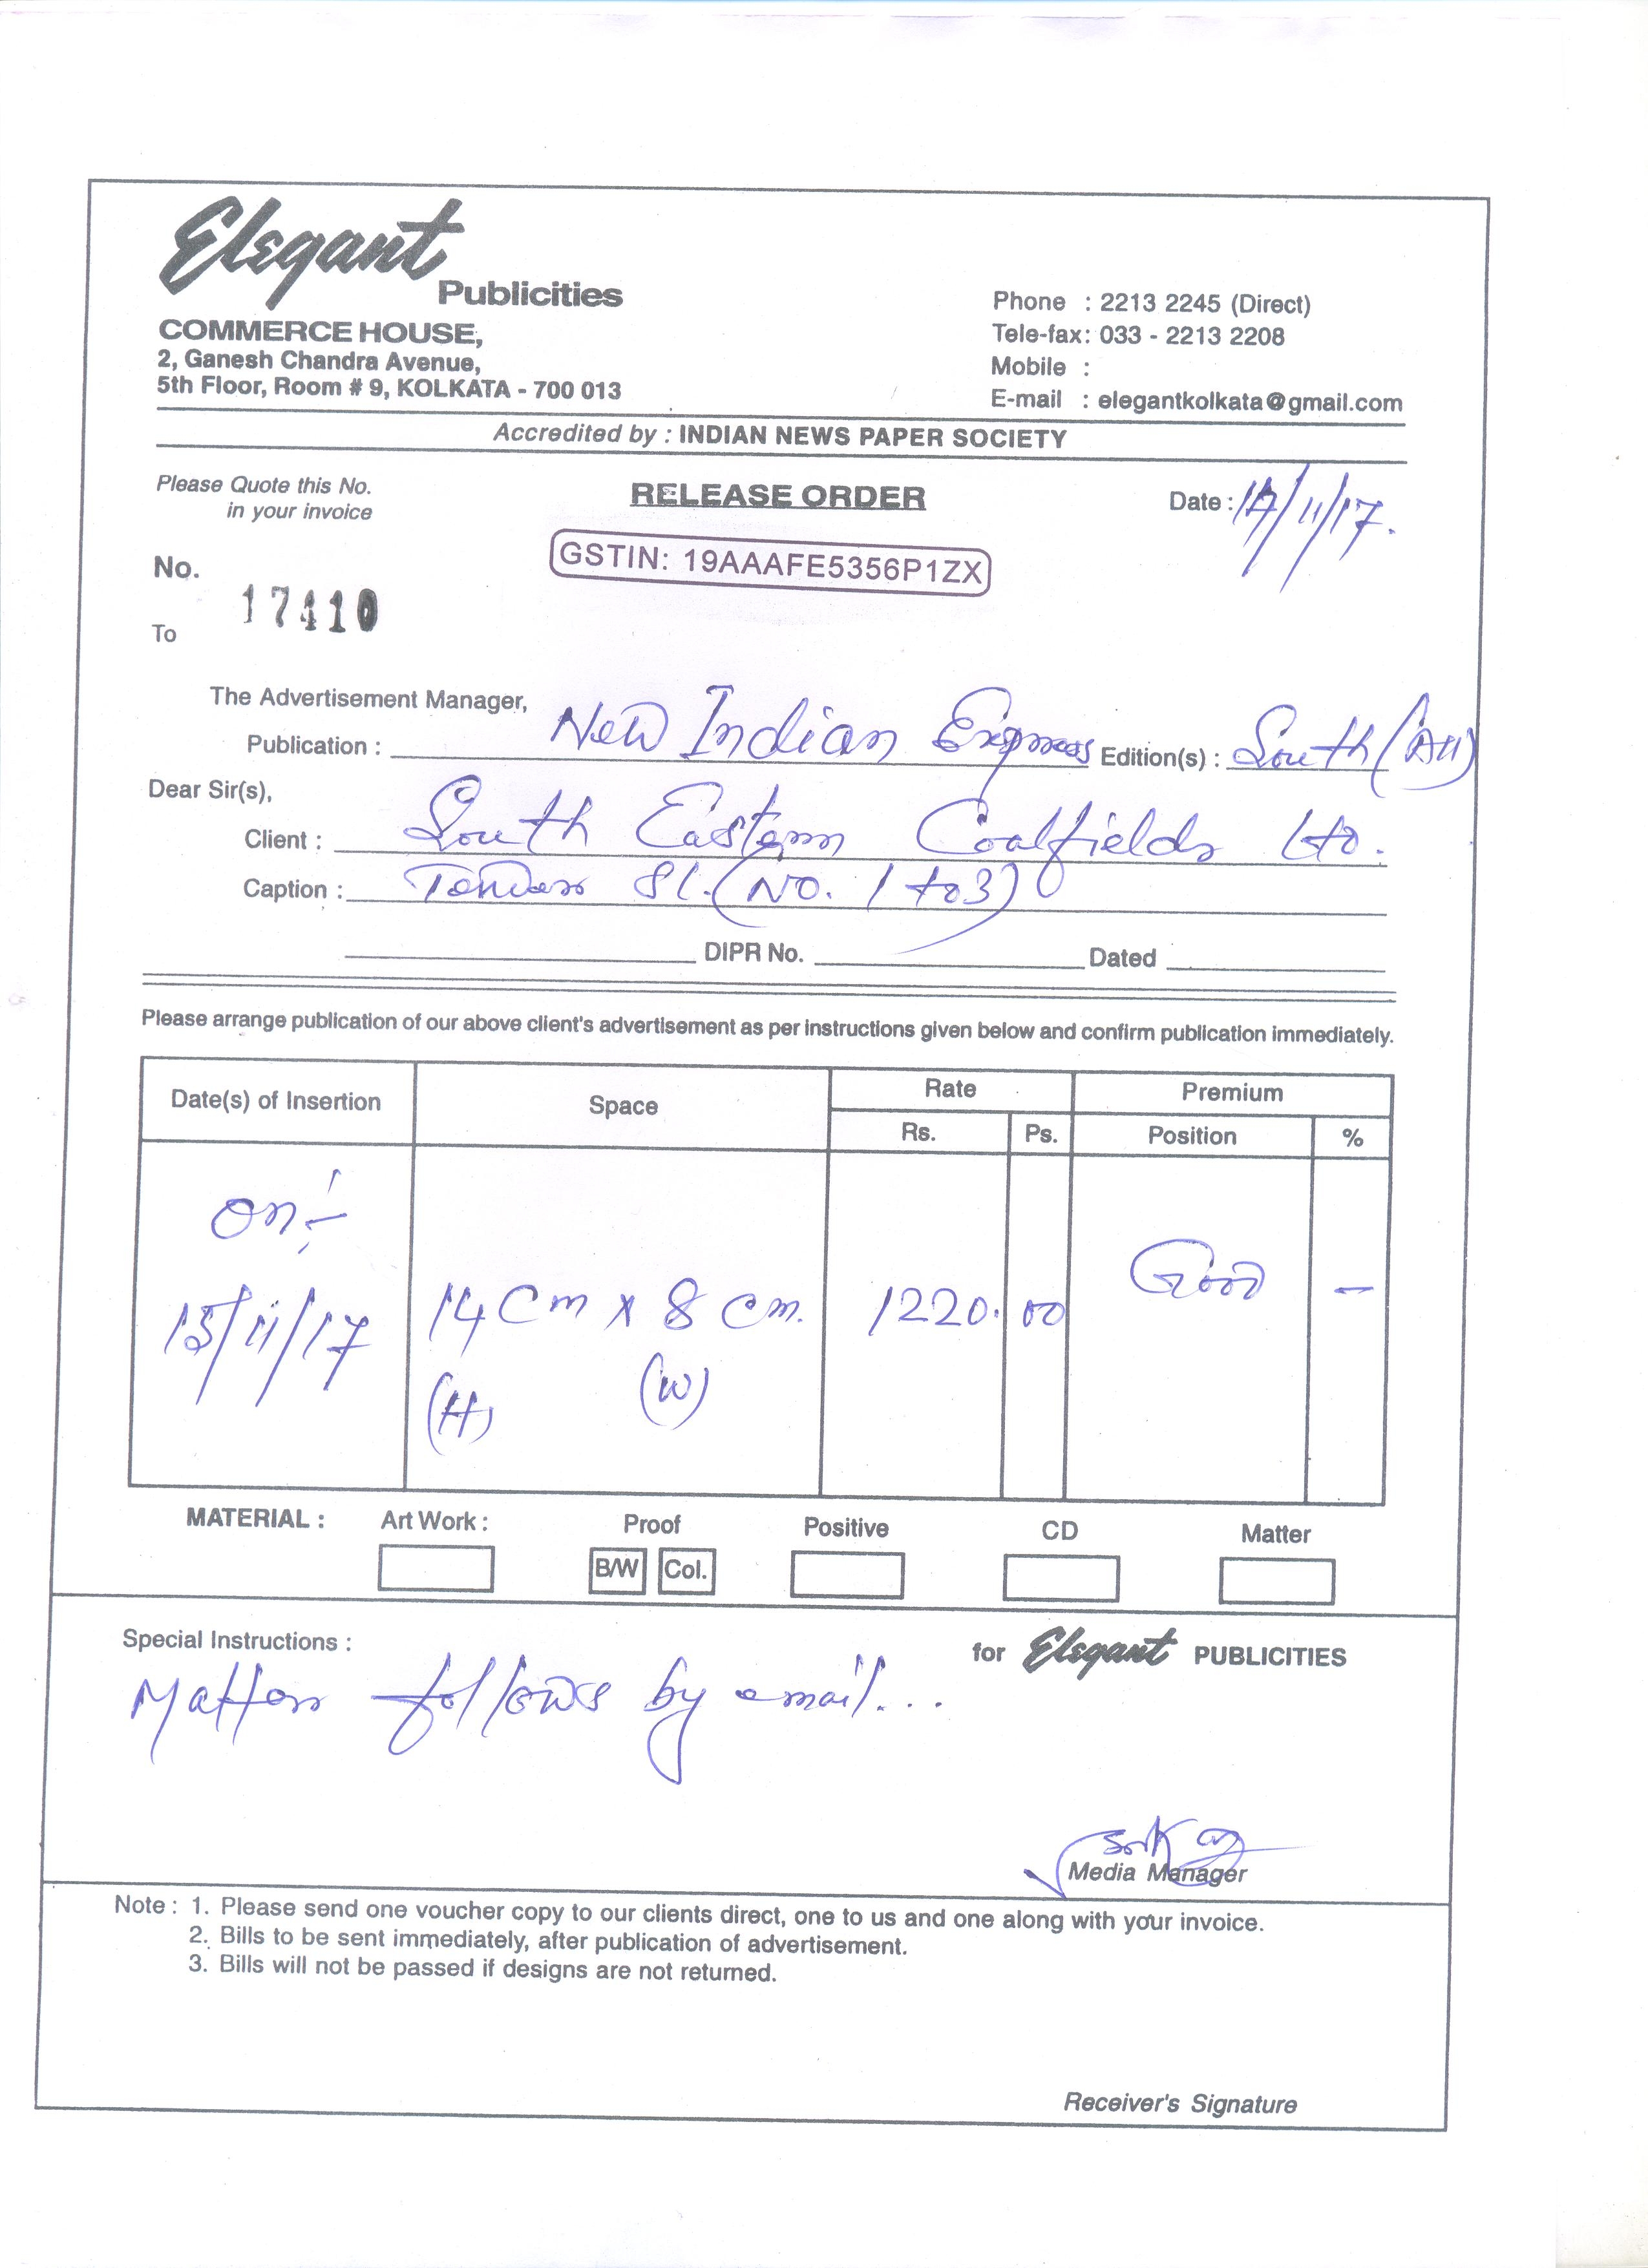 Elegant
Publicities
COMMERCE HOUSE,
2, Ganesh Chandra Avenue,
5th Floor, Room # 9, KOLKATA - 700 013
Phone : 2213 2245 (Direct)
Tele-fax: 033 - 2213 2208
Mobile :
E-mail : elegantkolkata@gmail.com
Accredited by : INDIAN NEWS PAPER SOCIETY
Please Quote this No.
in your invoice
RELEASE ORDER
Date : /11/17.
GSTIN: 19AAAFE5356P1ZX
No. 17410
To
The Advertisement Manager,
Publication : New Indian Express Edition(s) : South (All)
Dear Sir(s),
Client : South Eastern Coalfields Ltd.
Caption : Tender Sl. (No. 1 to 3)
DIPR No. Dated
Please arrange publication of our above client's advertisement as per instructions given below and confirm publication immediately.
Date(s) of Insertion Space Rate Premium
Rs. Ps. Position %
on:-
15/11/17 14 cm x 8 cm. 1220. 00 Good -
(H) (W)
MATERIAL : Art Work : Proof Positive CD Matter
B/W Col.
Special Instructions :
for Elegant PUBLICITIES
Matter follows by email...
Media Manager
Note : 1. Please send one voucher copy to our clients direct, one to us and one along with your invoice.
2. Bills to be sent immediately, after publication of advertisement.
3. Bills will not be passed if designs are not returned.
Receiver's Signature